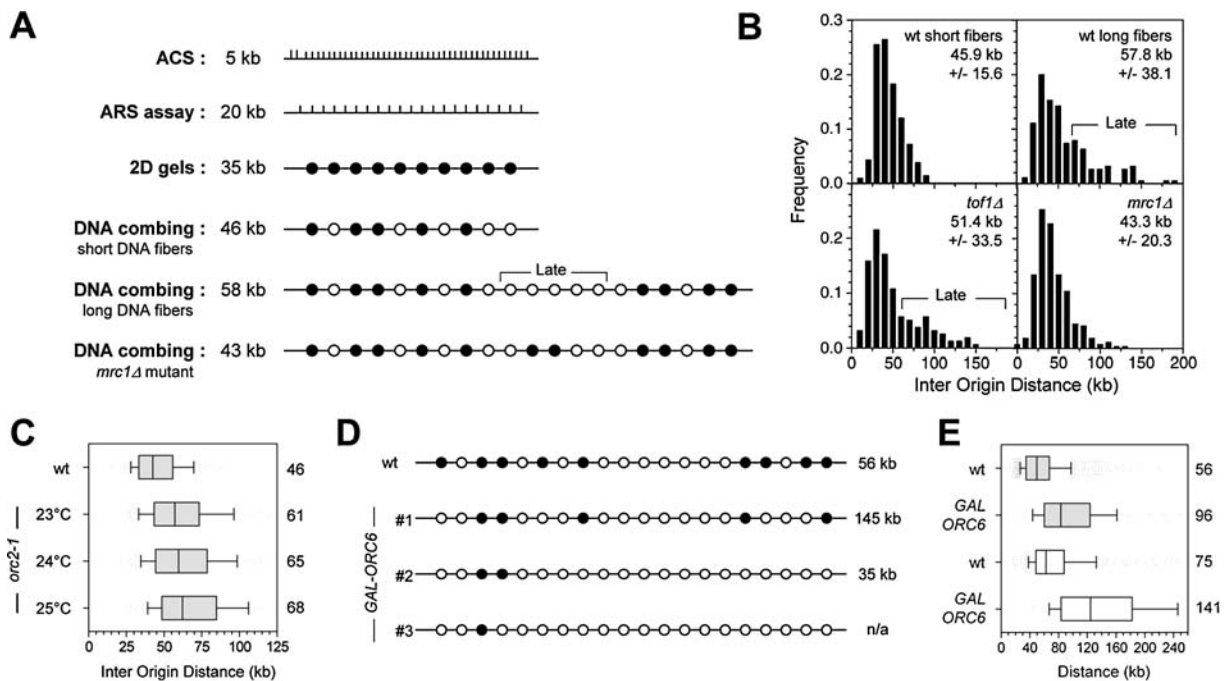 A
ACS : 5 kb
ARS assay : 20 kb
2D gels : 35 kb
DNA combing : 46 kb
short DNA fibers
Late
DNA combing : 58 kb
long DNA fibers
DNA combing : 43 kb
mrc1Δ mutant
B
Frequency
0.3
0.2
0.1
0.0
0.2
0.1
0.0
wt short fibers
45.9 kb
+/- 15.6
wt long fibers
57.8 kb
+/- 38.1
Late
tof1Δ
51.4 kb
+/- 33.5
Late
mrc1Δ
43.3 kb
+/- 20.3
0 50 100 150 0 50 100 150 200
Inter Origin Distance (kb)
C
wt 46
orc2-1
23°C 61
24°C 65
25°C 68
0 25 50 75 100 125
Inter Origin Distance (kb)
D
wt 56 kb
GAL-ORC6
#1 145 kb
#2 35 kb
#3 n/a
E
wt 56
GAL
ORC6 96
wt 75
GAL
ORC6 141
0 40 80 120 160 200 240
Distance (kb)